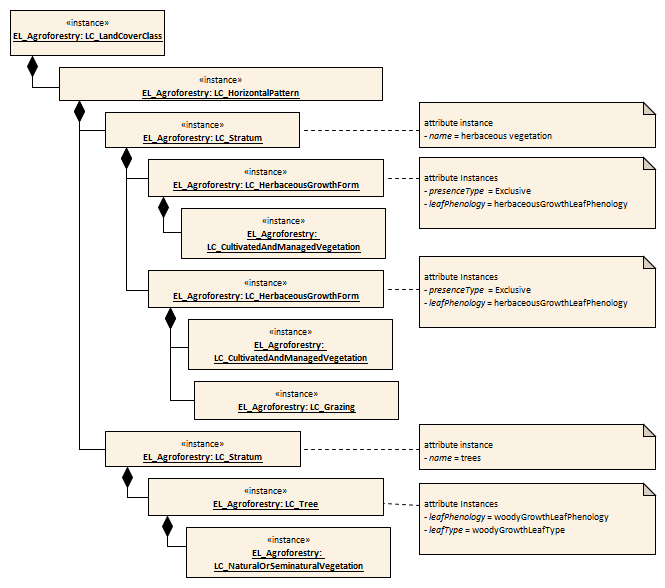 «instance»
EL_Agroforestry: LC_LandCoverClass
«instance»
EL_Agroforestry: LC_HorizontalPattern
«instance»
EL_Agroforestry: LC_Stratum
attribute instance
- name = herbaceous vegetation
«instance»
EL_Agroforestry: LC_HerbaceousGrowthForm
attribute Instances
- presenceType = Exclusive
- leafPhenology = herbaceousGrowthLeafPhenology
«instance»
EL_Agroforestry:
LC_CultivatedAndManagedVegetation
«instance»
EL_Agroforestry: LC_HerbaceousGrowthForm
attribute Instances
- presenceType = Exclusive
- leafPhenology = herbaceousGrowthLeafPhenology
«instance»
EL_Agroforestry:
LC_CultivatedAndManagedVegetation
«instance»
EL_Agroforestry: LC_Grazing
«instance»
EL_Agroforestry: LC_Stratum
attribute instance
- name = trees
«instance»
EL_Agroforestry: LC_Tree
attribute Instances
- leafPhenology = woodyGrowthLeafPhenology
- leafType = woodyGrowthLeafType
«instance»
EL_Agroforestry:
LC_NaturalOrSeminaturalVegetation